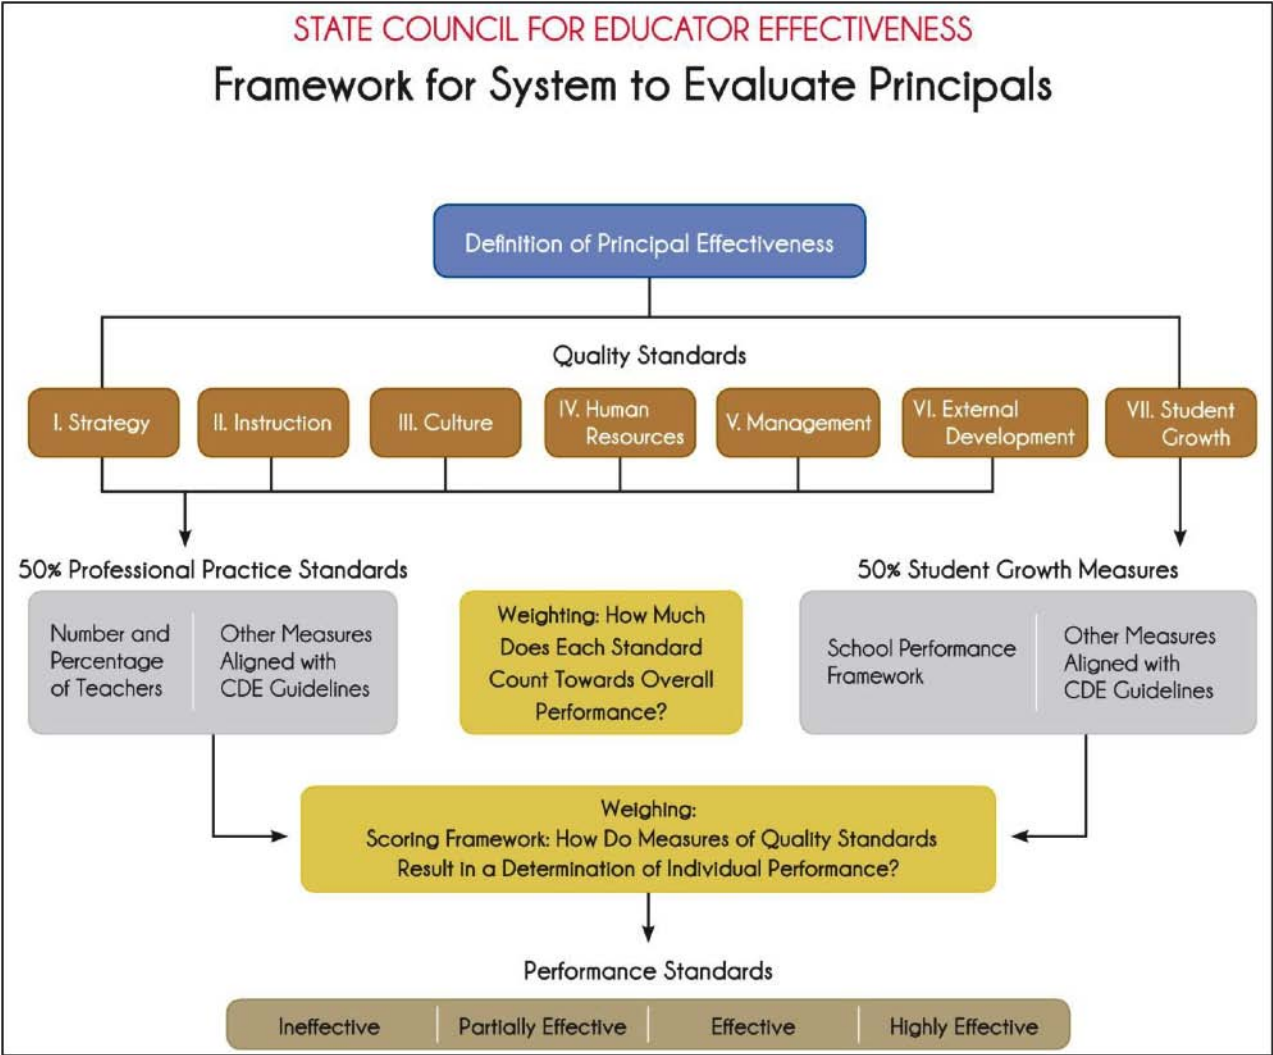 STATE COUNCIL FOR EDUCATOR EFFECTIVENESS
Framework for System to Evaluate Principals
Definition of Principal Effectiveness
Quality Standards
I. Strategy
II. Instruction
III. Culture
IV. Human
Resources
V. Management
VI. External
Development
VII. Student
Growth
50% Professional Practice Standards
Number and
Percentage
of Teachers
Other Measures
Aligned with
CDE Guidelines
Weighting: How Much
Does Each Standard
Count Towards Overall
Performance?
50% Student Growth Measures
School Performance
Framework
Other Measures
Aligned with
CDE Guidelines
Weighing:
Scoring Framework: How Do Measures of Quality Standards
Result in a Determination of Individual Performance?
Performance Standards
Ineffective
Partially Effective
Effective
Highly Effective